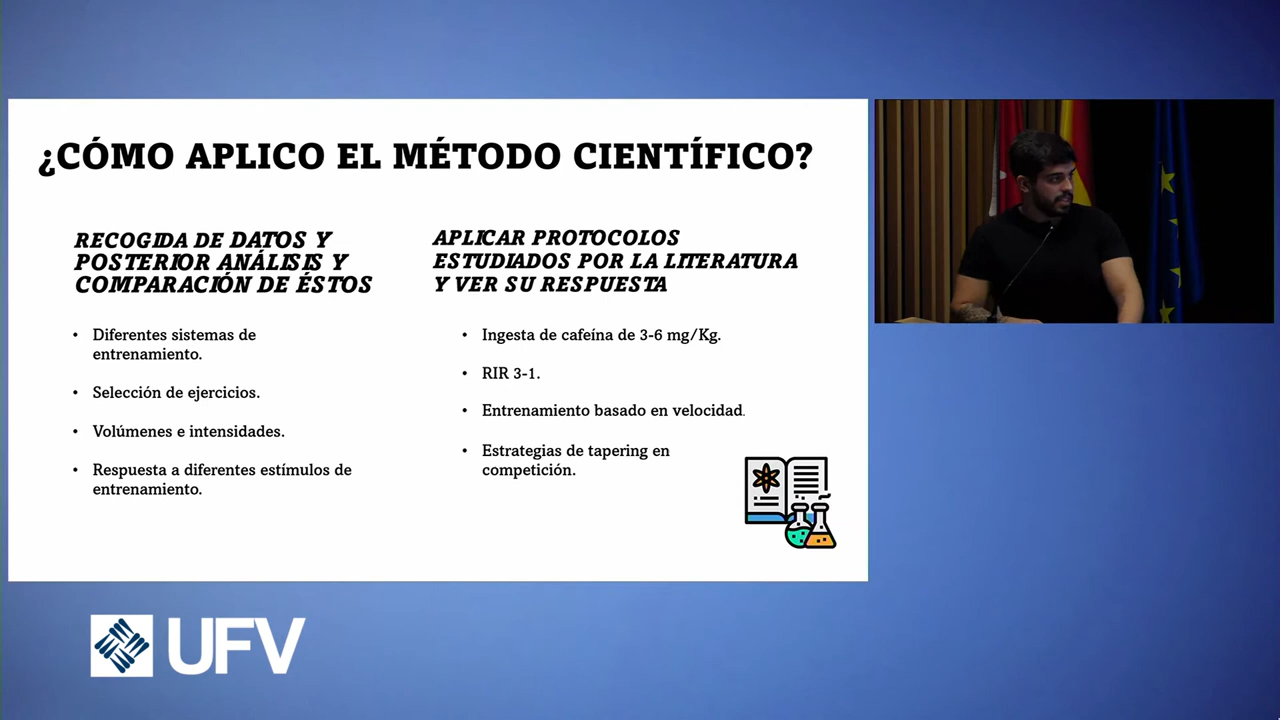 ¿CÓMO APLICO EL MÉTODO CIENTÍFICO?
RECOGIDA DE DATOS Y
POSTERIOR ANÁLISIS Y
COMPARACIÓN DE ÉSTOS
• Diferentes sistemas de
entrenamiento.
• Selección de ejercicios.
• Volúmenes e intensidades.
• Respuesta a diferentes estímulos de
entrenamiento.
APLICAR PROTOCOLOS
ESTUDIADOS POR LA LITERATURA
Y VER SU RESPUESTA
• Ingesta de cafeína de 3-6 mg/Kg.
• RIR 3-1.
• Entrenamiento basado en velocidad.
• Estrategias de tapering en
competición.
UFV